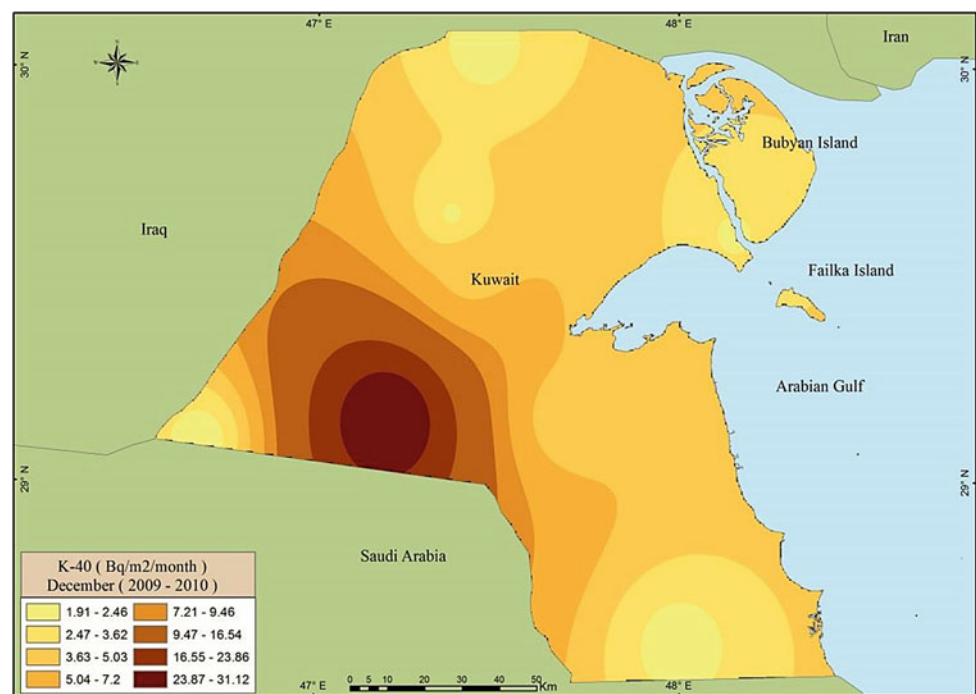 47° E
48° E
Iran
30° N
30° N
Bubyan Island
Iraq
Failka Island
Kuwait
Arabian Gulf
29° N
29° N
Saudi Arabia
K-40 ( Bq/m2/month )
December ( 2009 - 2010 )
1.91 - 2.46
7.21 - 9.46
2.47 - 3.62
9.47 - 16.54
3.63 - 5.03
16.55 - 23.86
5.04 - 7.2
23.87 - 31.12
47° E
48° E
0 5 10 20 30 40 50
Km